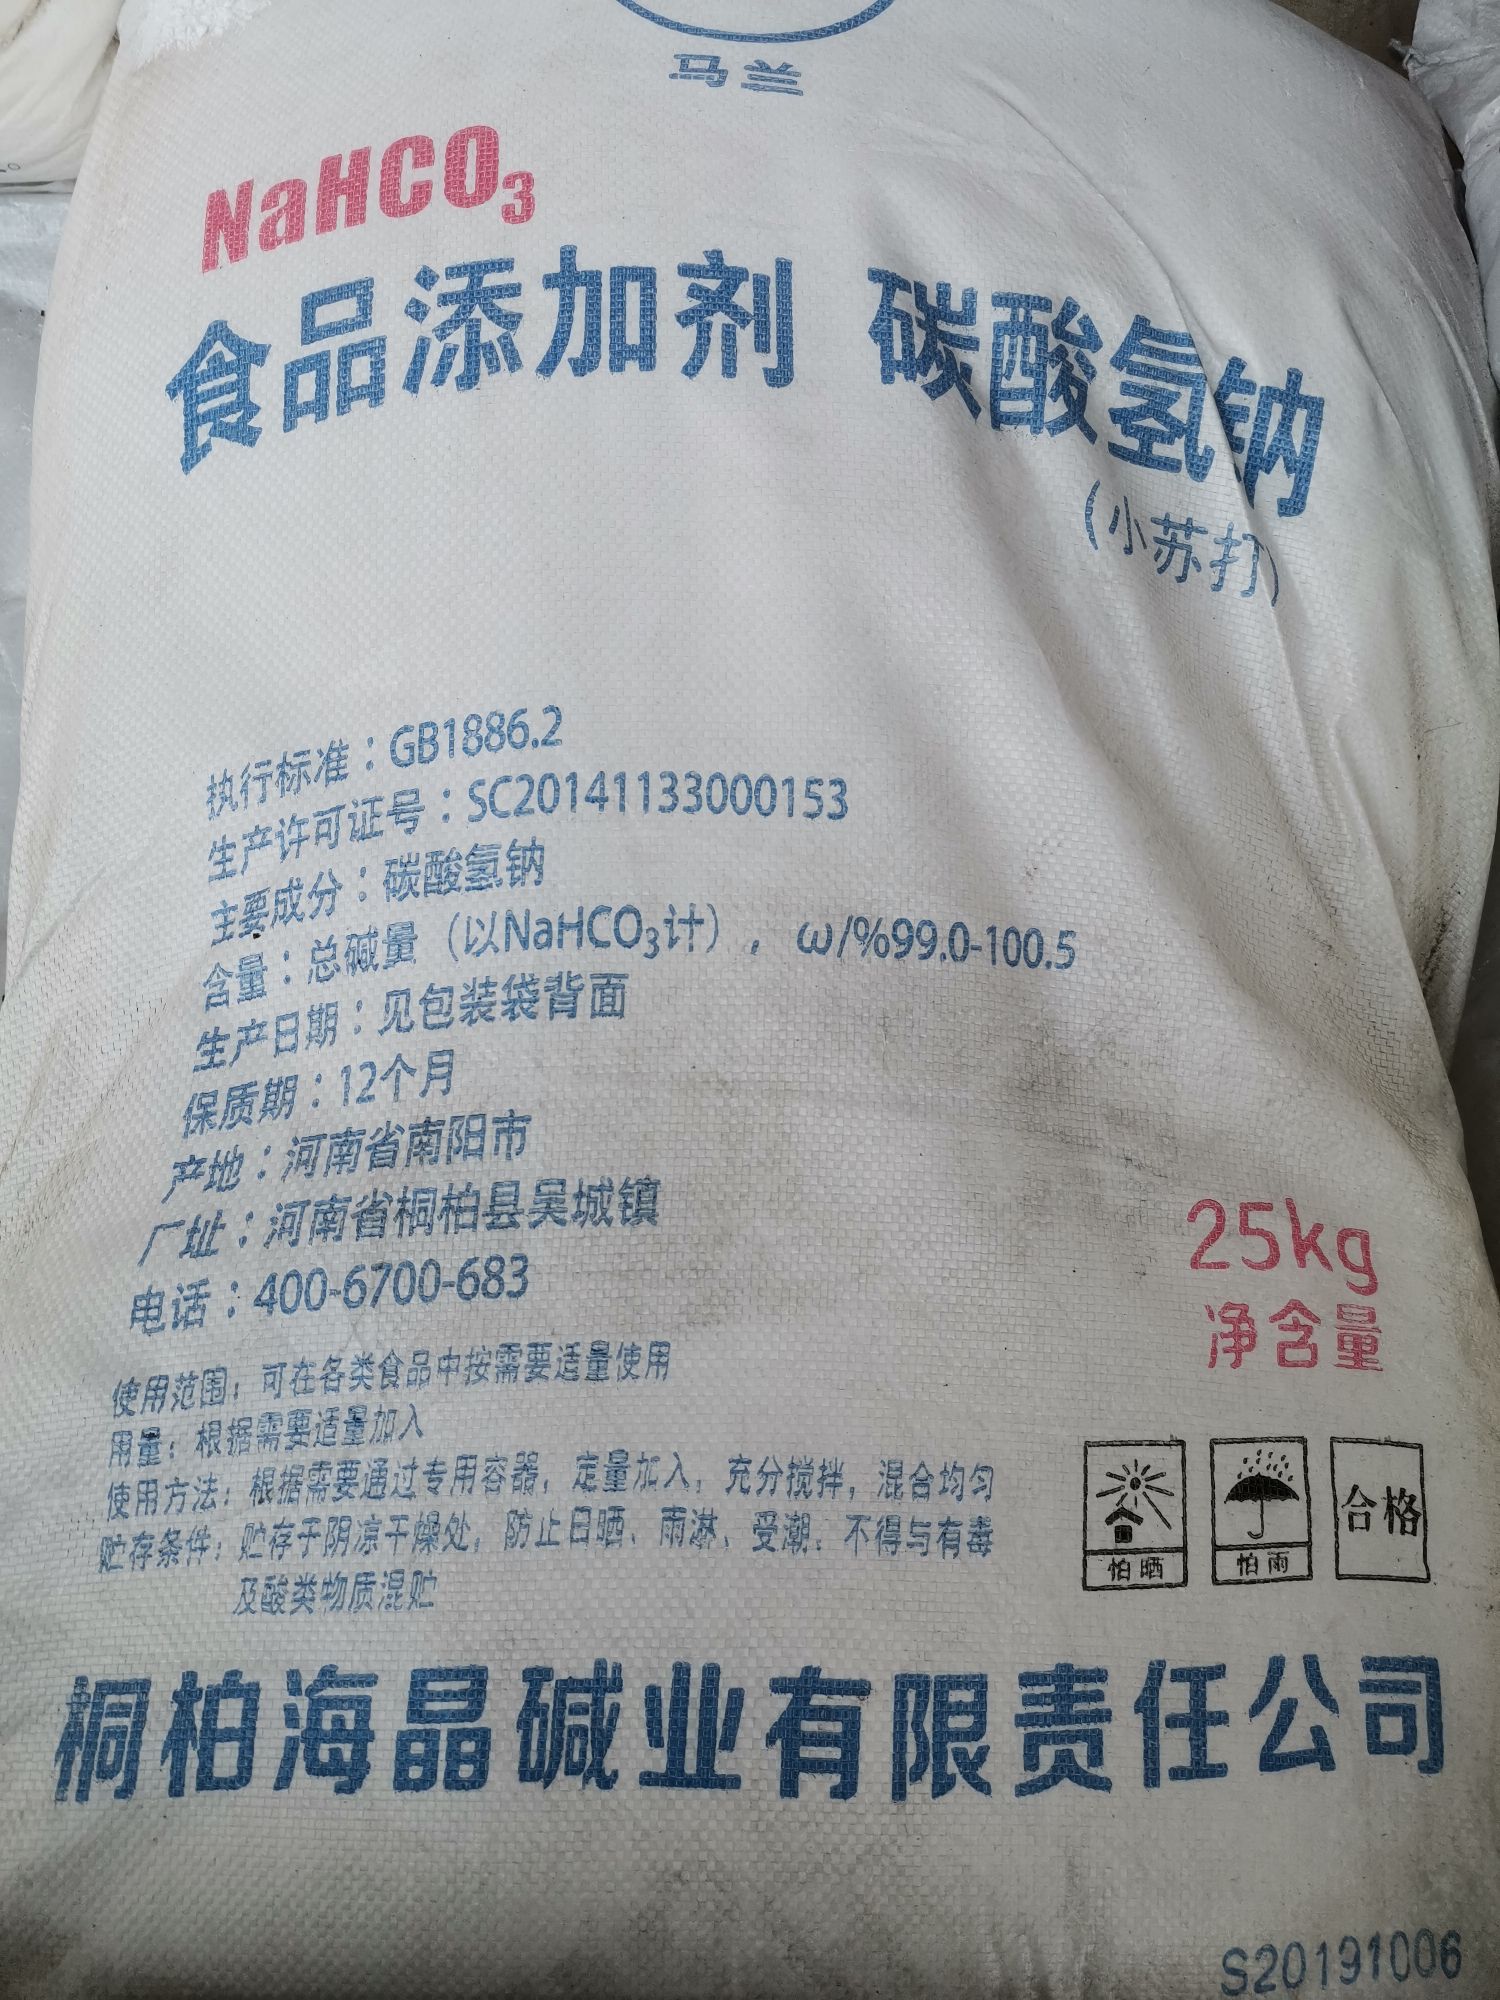 马兰
NaHCO₃
食品添加剂 碳酸氢钠
(小苏打)
执行标准：GB1886.2
生产许可证号：SC20141133000153
主要成分：碳酸氢钠
含量：总碱量（以NaHCO₃计），ω/%99.0-100.5
生产日期：见包装袋背面
保质期：12个月
产地：河南省南阳市
厂址：河南省桐柏县吴城镇
电话：400-6700-683
25kg
净含量
使用范围：可在各类食品中按需要适量使用
用量：根据需要适量加入
使用方法：根据需要通过专用容器，定量加入，充分搅拌，混合均匀
贮存条件：贮存于阴凉干燥处，防止日晒、雨淋、受潮．不得与有毒
及酸类物质混贮
怕晒
怕雨
合格
桐柏海晶碱业有限责任公司
S20191006